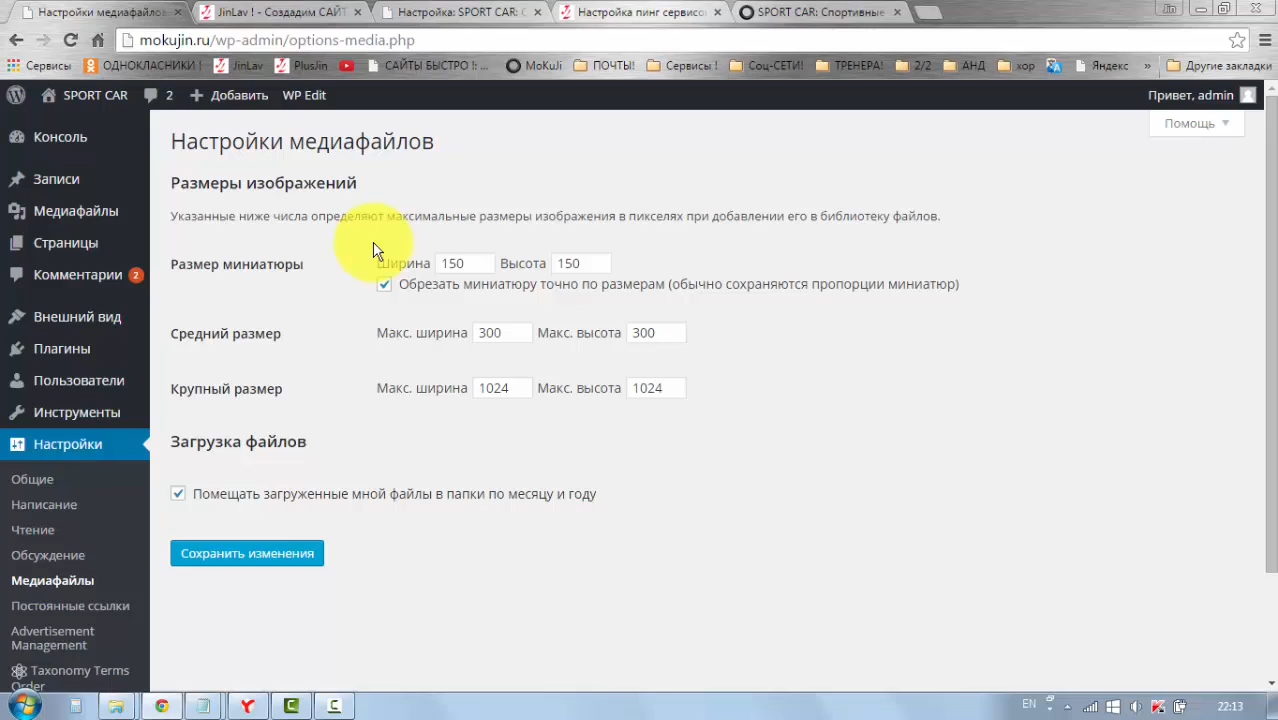 Настройки медиафайлов
JinLav ! - Создадим САЙТ
Настройка: SPORT CAR: С
Настройка пинг сервисов
SPORT CAR: Спортивные
mokujin.ru/wp-admin/options-media.php
Сервисы
ОДНОКЛАСНИКИ !
JinLav
PlusJin
САЙТЫ БЫСТРО !: ...
MoKuJi
ПОЧТЫ!
Сервисы !
Соц-СЕТИ!
ТРЕНЕРА!
2/2
АНД
хор
Яндекс
»
Другие закладки
SPORT CAR
2
Добавить
WP Edit
Привет, admin
Помощь
Консоль
Записи
Медиафайлы
Страницы
Комментарии 2
Внешний вид
Плагины
Пользователи
Инструменты
Настройки
Общие
Написание
Чтение
Обсуждение
Медиафайлы
Постоянные ссылки
Advertisement
Management
Taxonomy Terms
Order
Настройки медиафайлов
Размеры изображений
Указанные ниже числа определяют максимальные размеры изображения в пикселях при добавлении его в библиотеку файлов.
Размер миниатюры Ширина 150 Высота 150
Обрезать миниатюру точно по размерам (обычно сохраняются пропорции миниатюр)
Средний размер Макс. ширина 300 Макс. высота 300
Крупный размер Макс. ширина 1024 Макс. высота 1024
Загрузка файлов
Помещать загруженные мной файлы в папки по месяцу и году
Сохранить изменения
EN
22:13